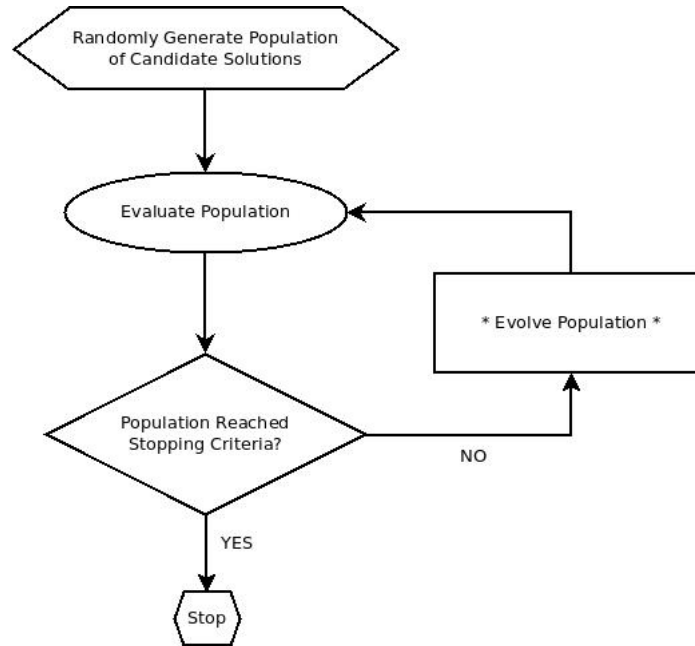 Randomly Generate Population
of Candidate Solutions
Evaluate Population
* Evolve Population *
Population Reached
Stopping Criteria?
NO
YES
Stop